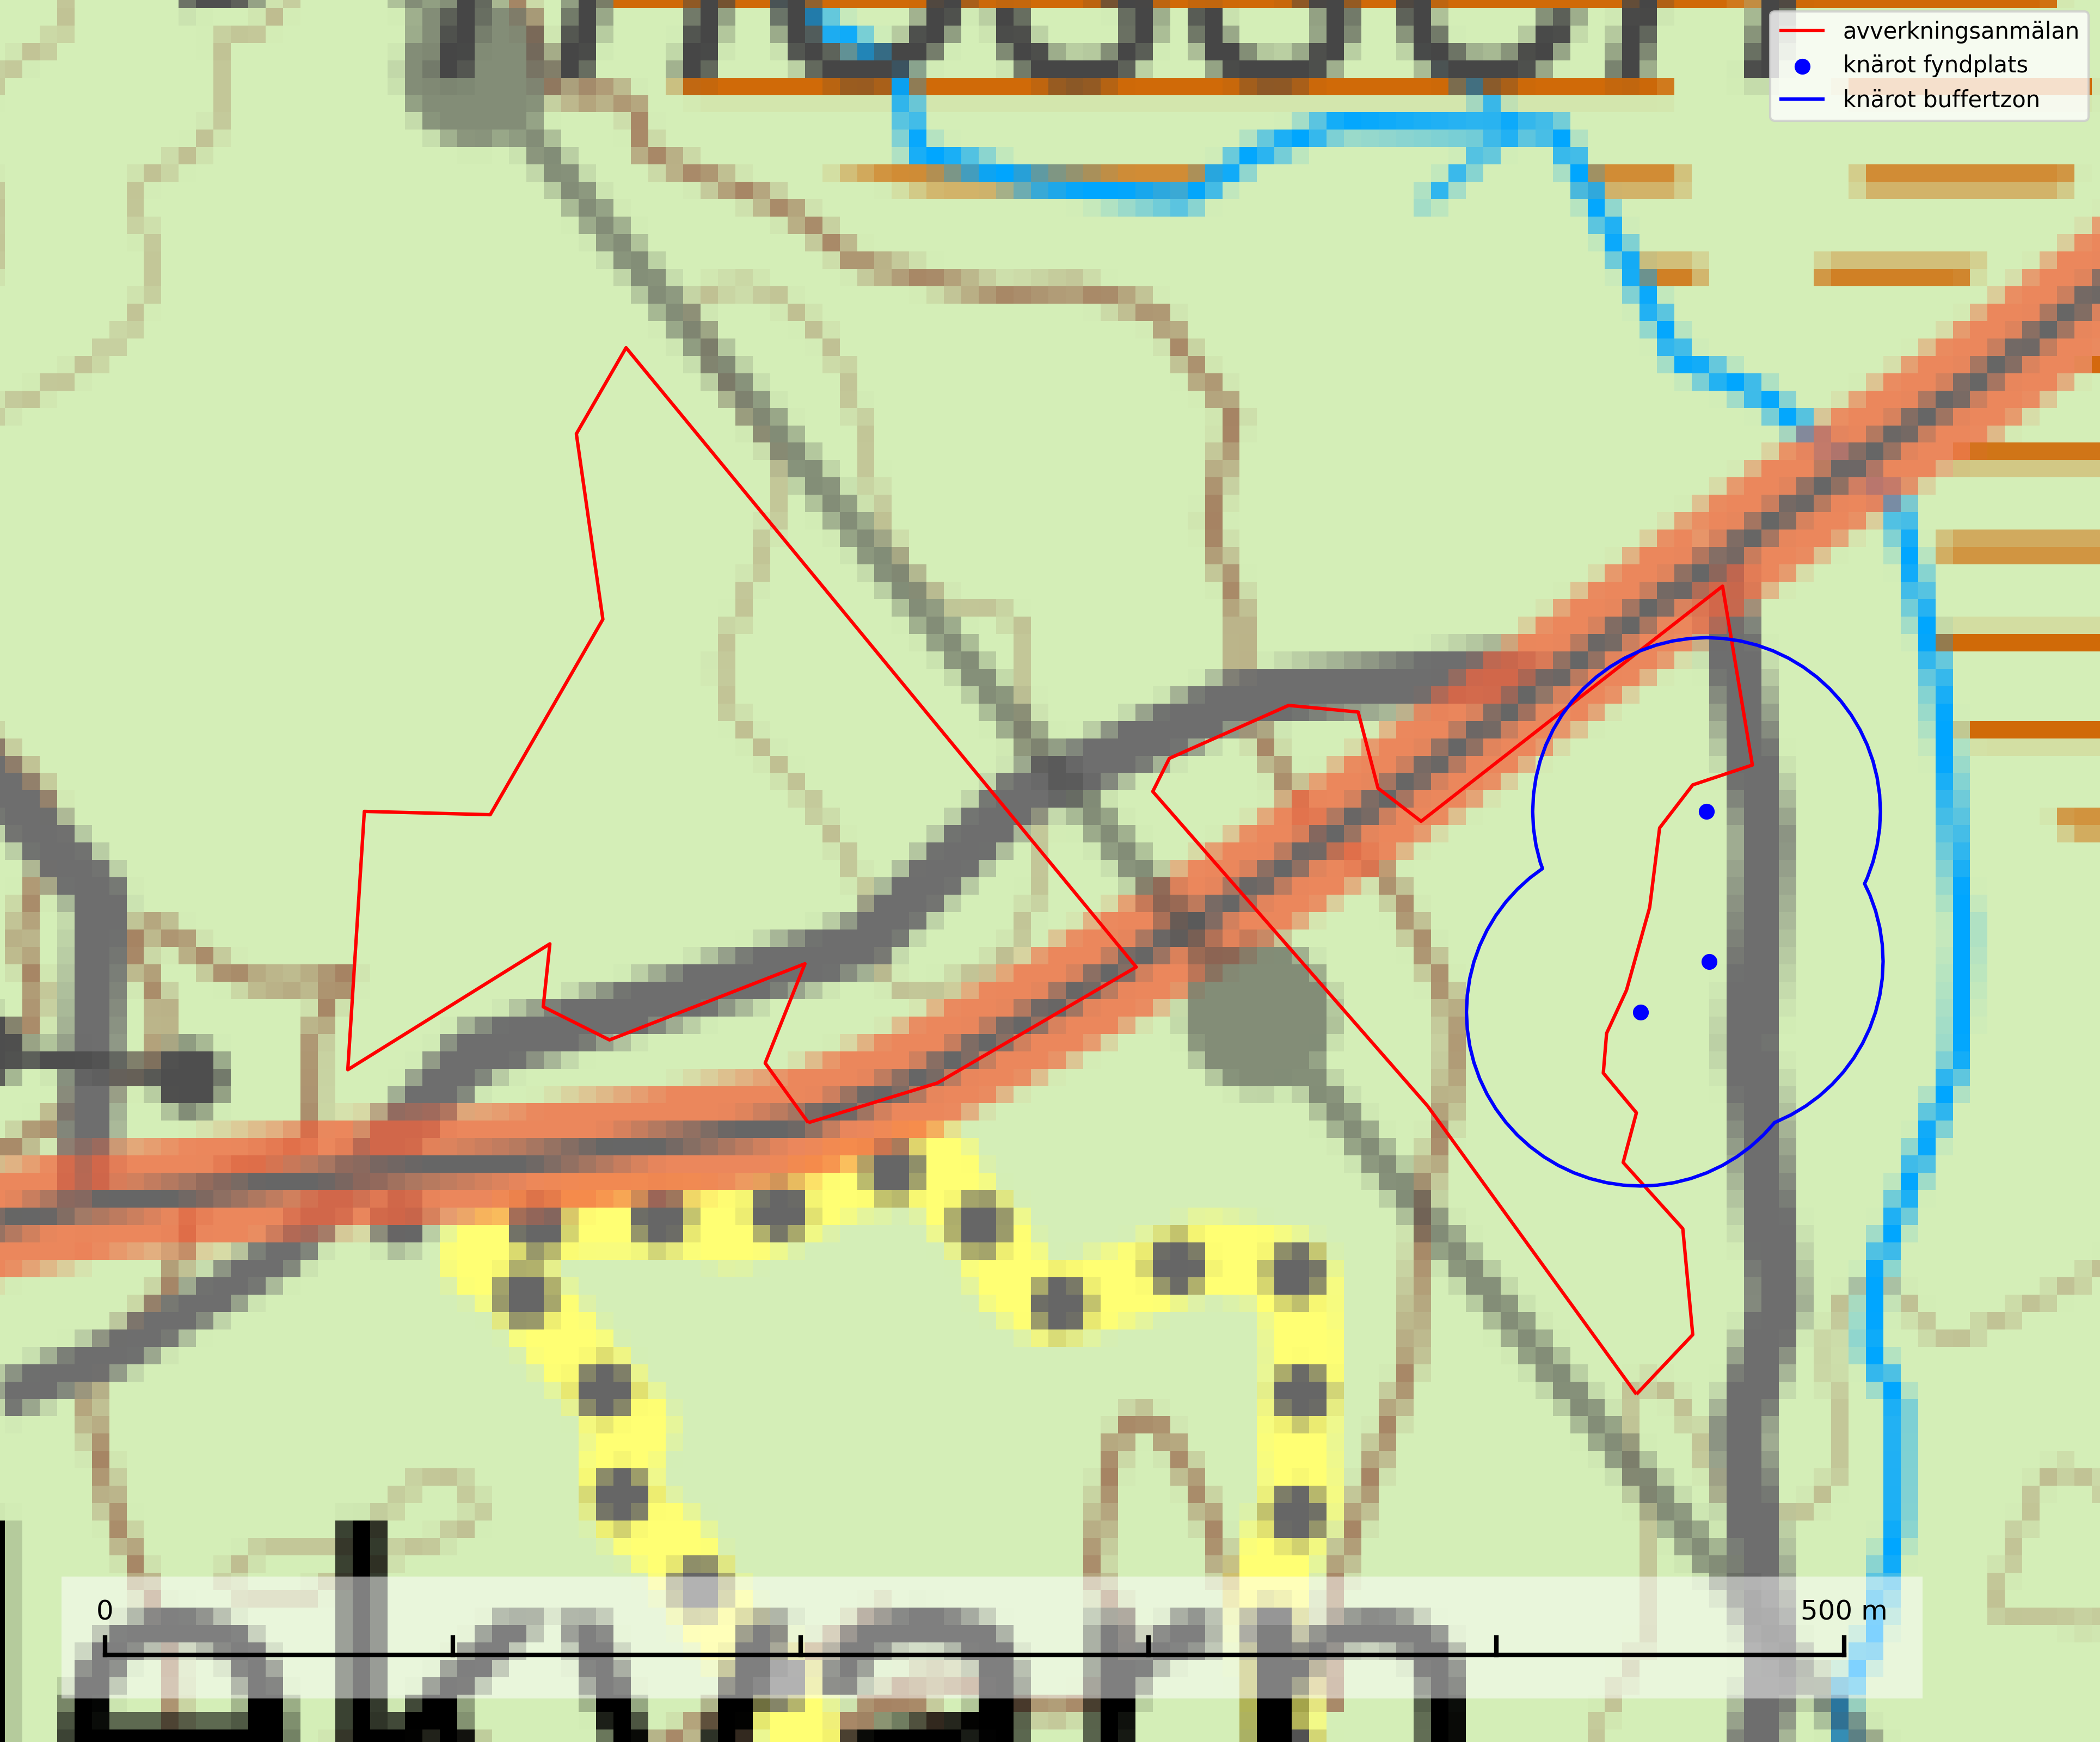 avverkningsanmälan
knärot fyndplats
knärot buffertzon
0
500 m